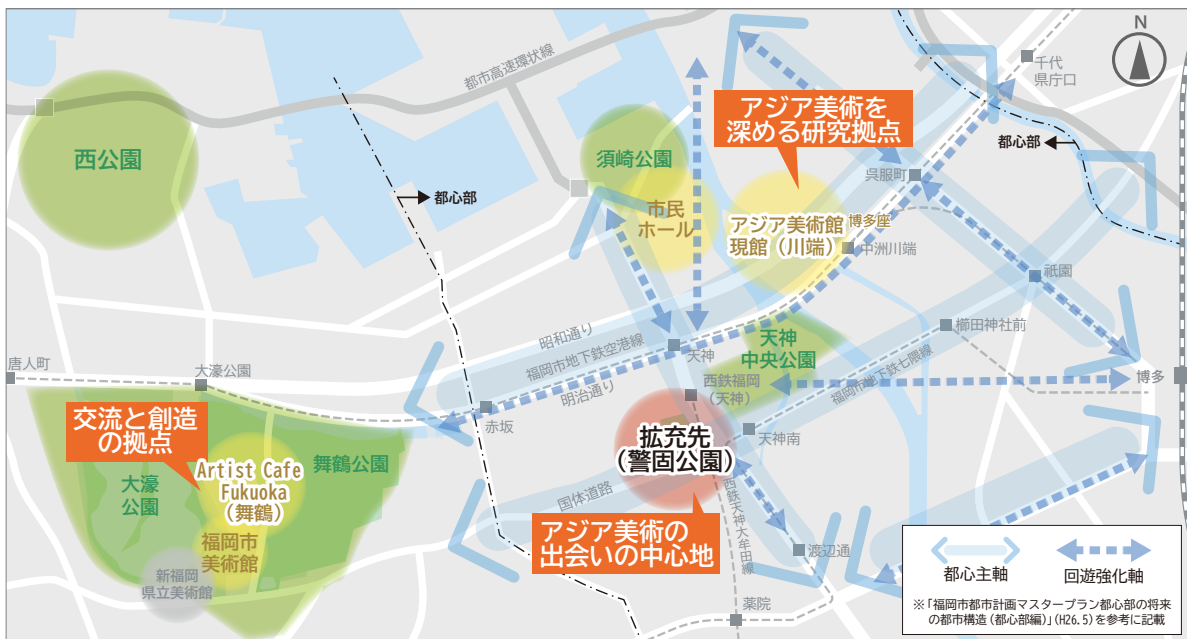 N
千代
県庁口
都市高速環状線
アジア美術を
深める研究拠点
都心部
西公園
須崎公園
呉服町
都心部
市民
ホール
アジア美術館
現館(川端)
博多座
中洲川端
祇園
昭和通り
福岡市地下鉄空港線
明治通り
天神
天神
中央公園
櫛田神社前
福岡市地下鉄七隈線
唐人町
大濠公園
西鉄福岡
(天神)
博多
赤坂
天神南
交流と創造
の拠点
拡充先
(警固公園)
舞鶴公園
Artist Cafe
Fukuoka
(舞鶴)
大濠
公園
国体道路
西鉄天神大牟田線
アジア美術の
出会いの中心地
福岡市
美術館
渡辺通
新福岡
県立美術館
薬院
都心主軸
回遊強化軸
※「福岡市都市計画マスタープラン都心部の将来
の都市構造(都心部編)」(H26.5)を参考に記載